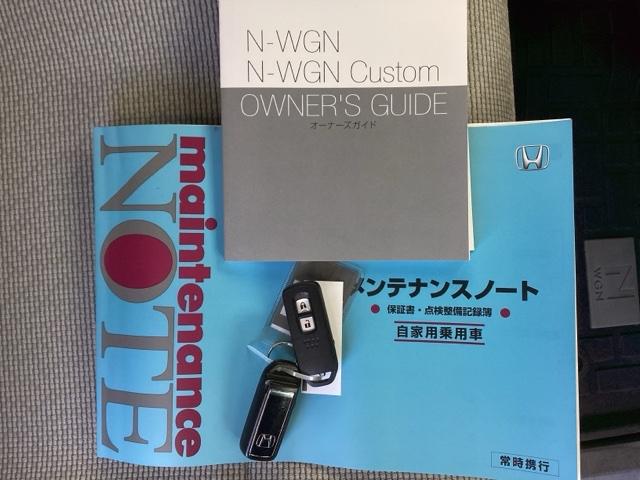 N-WGN
N-WGN Custom
OWNER'S GUIDE
オーナーズガイド
maintenance
NOTE
メンテナンスノート
保証書・点検整備記録簿
自家用乗用車
常時携行
N
WGN